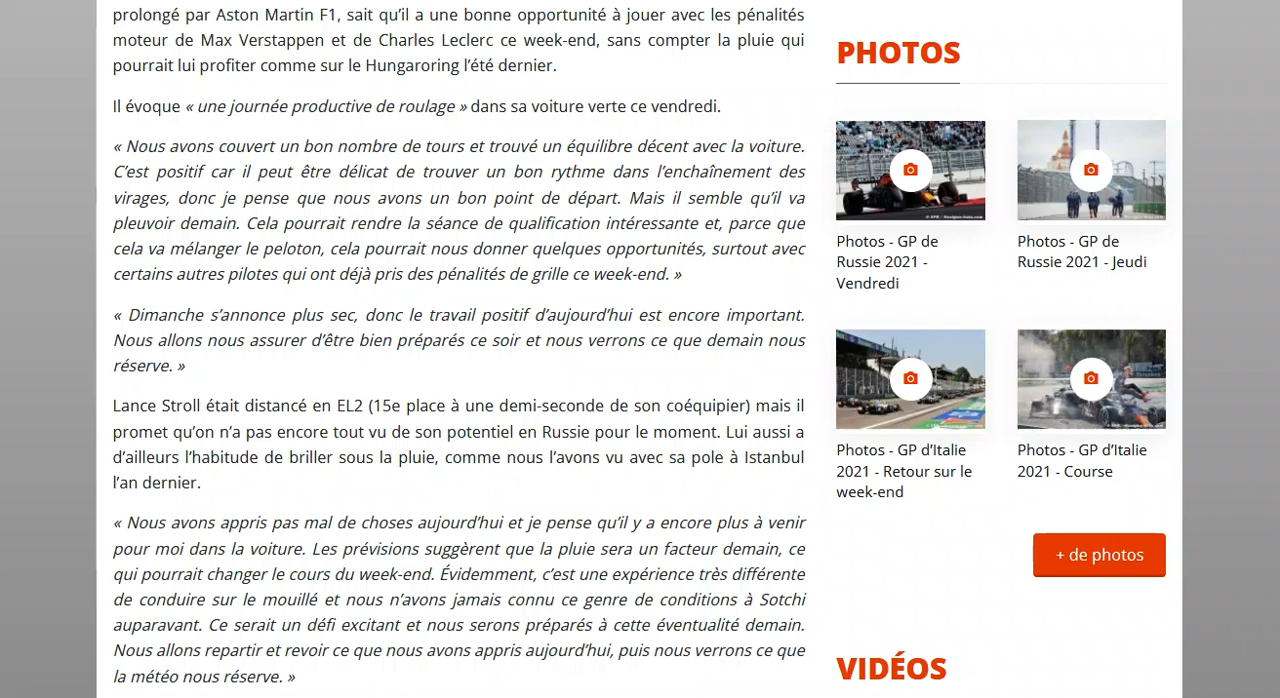 prolongé par Aston Martin F1, sait qu’il a une bonne opportunité à jouer avec les pénalités
moteur de Max Verstappen et de Charles Leclerc ce week-end, sans compter la pluie qui
pourrait lui profiter comme sur le Hungaroring l’été dernier.
Il évoque « une journée productive de roulage » dans sa voiture verte ce vendredi.
« Nous avons couvert un bon nombre de tours et trouvé un équilibre décent avec la voiture.
C’est positif car il peut être délicat de trouver un bon rythme dans l’enchaînement des
virages, donc je pense que nous avons un bon point de départ. Mais il semble qu’il va
pleuvoir demain. Cela pourrait rendre la séance de qualification intéressante et, parce que
cela va mélanger le peloton, cela pourrait nous donner quelques opportunités, surtout avec
certains autres pilotes qui ont déjà pris des pénalités de grille ce week-end. »
« Dimanche s’annonce plus sec, donc le travail positif d’aujourd’hui est encore important.
Nous allons nous assurer d’être bien préparés ce soir et nous verrons ce que demain nous
réserve. »
Lance Stroll était distancé en EL2 (15e place à une demi-seconde de son coéquipier) mais il
promet qu’on n’a pas encore tout vu de son potentiel en Russie pour le moment. Lui aussi a
d’ailleurs l’habitude de briller sous la pluie, comme nous l’avons vu avec sa pole à Istanbul
l’an dernier.
« Nous avons appris pas mal de choses aujourd’hui et je pense qu’il y a encore plus à venir
pour moi dans la voiture. Les prévisions suggèrent que la pluie sera un facteur demain, ce
qui pourrait changer le cours du week-end. Évidemment, c’est une expérience très différente
de conduire sur le mouillé et nous n’avons jamais connu ce genre de conditions à Sotchi
auparavant. Ce serait un défi excitant et nous serons préparés à cette éventualité demain.
Nous allons repartir et revoir ce que nous avons appris aujourd’hui, puis nous verrons ce que
la météo nous réserve. »
PHOTOS
Photos - GP de
Russie 2021 -
Vendredi
Photos - GP de
Russie 2021 - Jeudi
Photos - GP d’Italie
2021 - Retour sur le
week-end
Photos - GP d’Italie
2021 - Course
+ de photos
VIDÉOS